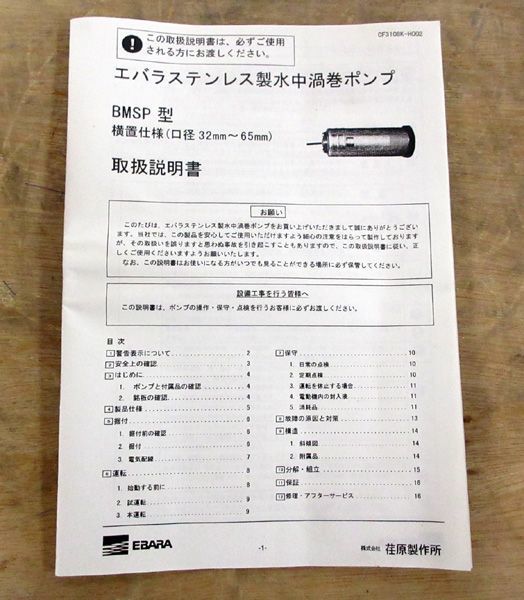 この取扱説明書は、必ずご使用
される方にお渡しください。
CF3108K-H002
エバラステンレス製水中渦巻ポンプ
BMSP 型
横置仕様(口径32mm～65mm)
取扱説明書
お願い
このたびは、エバラステンレス製水中渦巻ポンプをお買い上げいただきまして誠にありがとうござい
ます。当社では、この製品を安心してご使用いただけますよう細心の注意をはらって製作しております
が、その取扱いを誤りますと思わぬ事故を引き起こすこともありますので、この取扱説明書に従い、正
しくご使用くださいますようお願いいたします。
なお、この説明書はお使いになる方がいつでも見ることができる場所に必ず保管してください。
設備工事を行う皆様へ
この説明書は、ポンプの操作・保守・点検を行うお客様に必ずお渡しください。
目次
1 警告表示について 2
2 安全上の確認 3
3 はじめに 4
1. ポンプと付属品の確認 4
2. 銘板の確認 4
4 製品仕様 5
5 据付 6
1. 据付前の確認 6
2. 据付 6
3. 電気配線 7
6 運転 8
1. 始動する前に 8
2. 試運転 9
3. 本運転 9
7 保守 10
1. 日常の点検 10
2. 定期点検 10
3. 運転を休止する場合 11
4. 電動機内の封入液 11
5. 消耗品 11
8 故障の原因と対策 13
9 構造 14
1. 斜傾図 14
2. 附属品 14
10 分解・組立 15
11 保証 16
12 修理・アフターサービス 16
EBARA
-1-
株式会社 荏原製作所